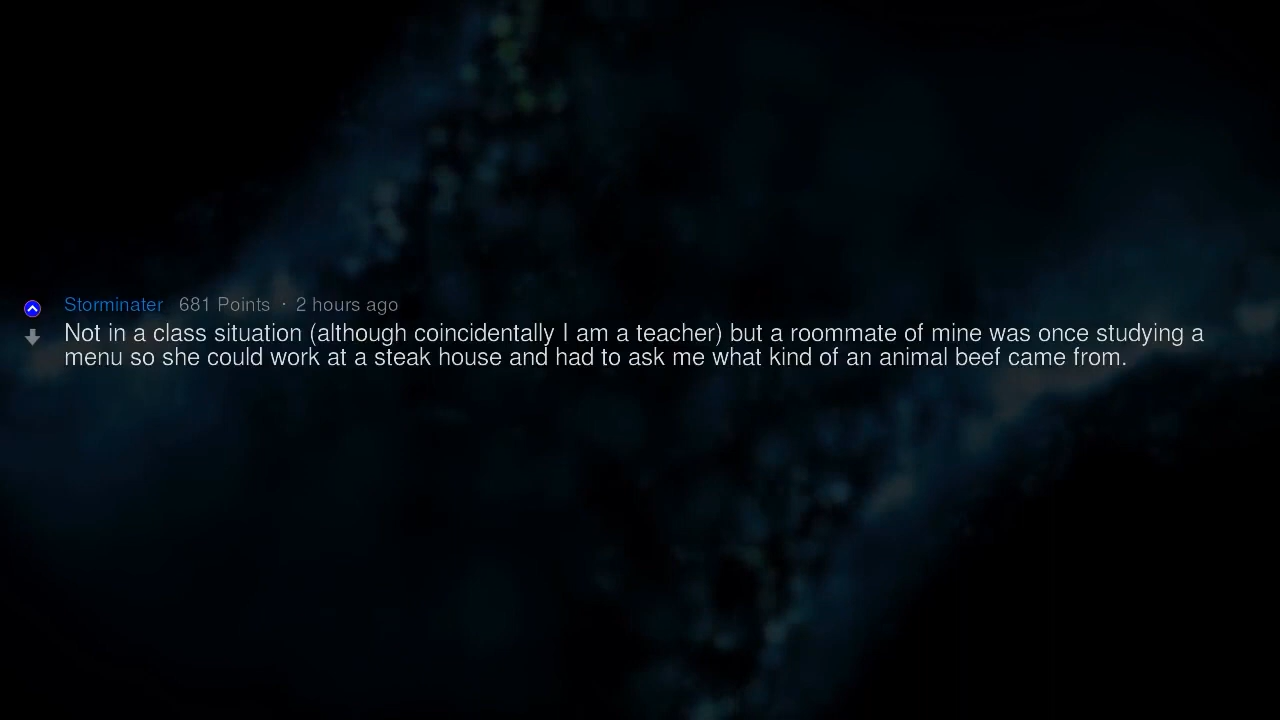 Storminater 681 Points · 2 hours ago
Not in a class situation (although coincidentally I am a teacher) but a roommate of mine was once studying a
menu so she could work at a steak house and had to ask me what kind of an animal beef came from.